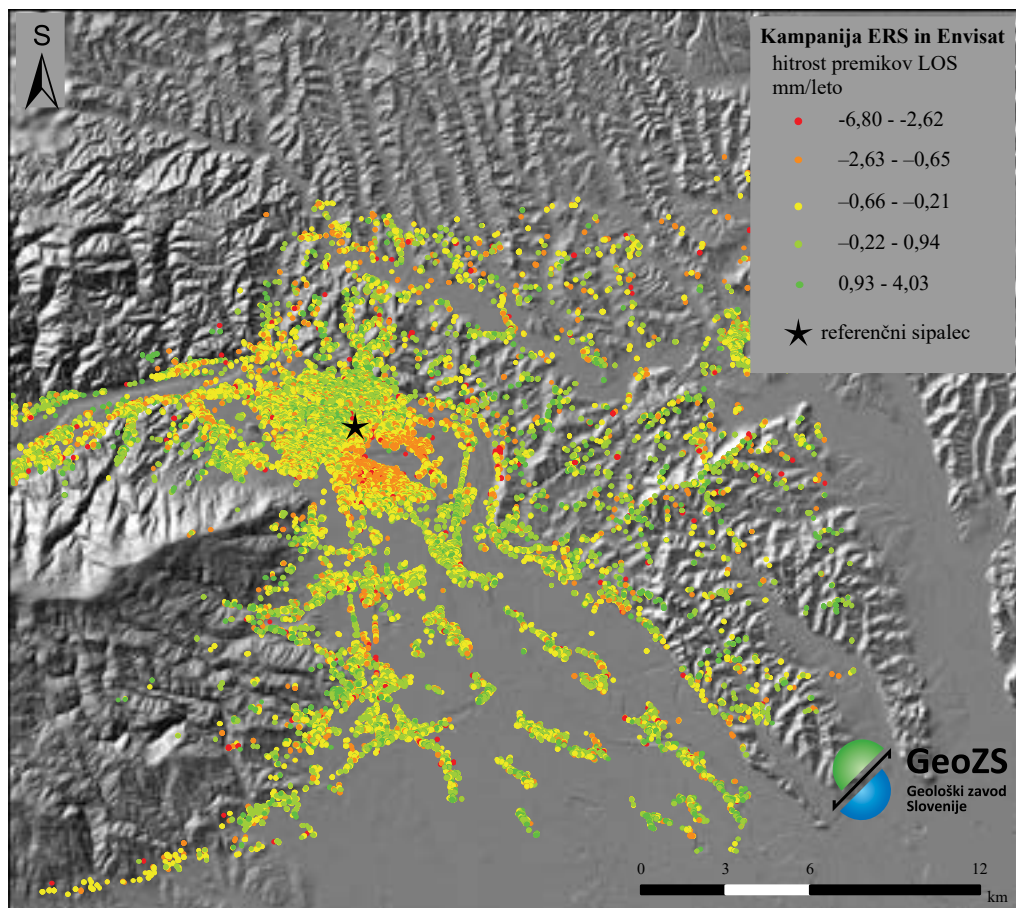 S
Kampanija ERS in Envisat
hitrost premikov LOS
mm/leto
-6,80 - -2,62
–2,63 – –0,65
–0,66 – –0,21
–0,22 - 0,94
0,93 - 4,03
referenčni sipalec
GeoZS
Geološki zavod
Slovenije
0 3 6 12
km